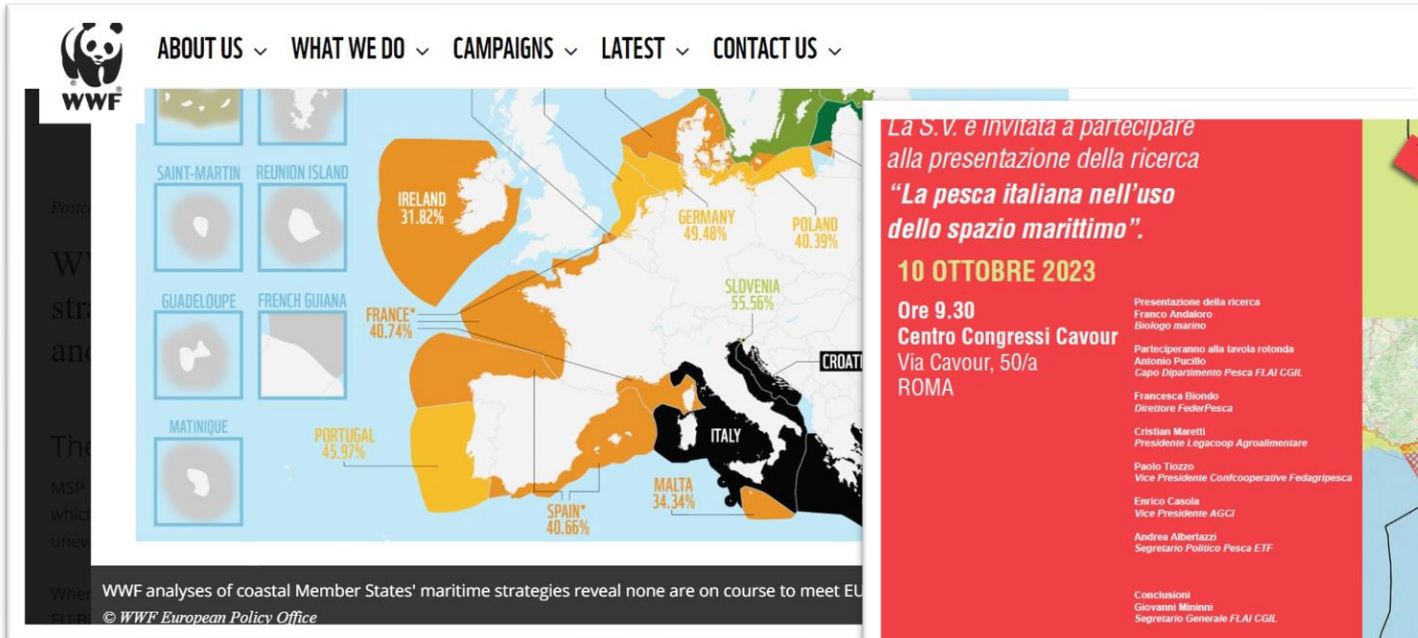 ABOUT US WHAT WE DO CAMPAIGNS LATEST CONTACT US
WWF
SAINT-MARTIN REUNION ISLAND
GUADELOUPE FRENCH GUIANA
MATINIQUE
IRELAND
31.82%
GERMANY
49.48%
POLAND
40.39%
SLOVENIA
55.56%
FRANCE*
40.74%
CROATI
ITALY
PORTUGAL
45.97%
SPAIN*
40.66%
MALTA
34.34%
The
MSP
WWF analyses of coastal Member States' maritime strategies reveal none are on course to meet EU
© WWF European Policy Office
La S.V. è invitata a partecipare
alla presentazione della ricerca
“La pesca italiana nell'uso
dello spazio marittimo”.
10 OTTOBRE 2023
Ore 9.30
Centro Congressi Cavour
Via Cavour, 50/a
ROMA
Presentazione della ricerca
Franco Andaloro
Biologo marino
Parteciperanno alla tavola rotonda
Antonio Pucillo
Capo Dipartimento Pesca FLAI CGIL
Francesca Biondo
Direttore FederPesca
Cristian Maretti
Presidente Legacoop Agroalimentare
Paolo Tiozzo
Vice Presidente Confcooperative Fedagripesca
Enrico Casola
Vice Presidente AGCI
Andrea Albertazzi
Segretario Politico Pesca ETF
Conclusioni
Giovanni Mininni
Segretario Generale FLAI CGIL